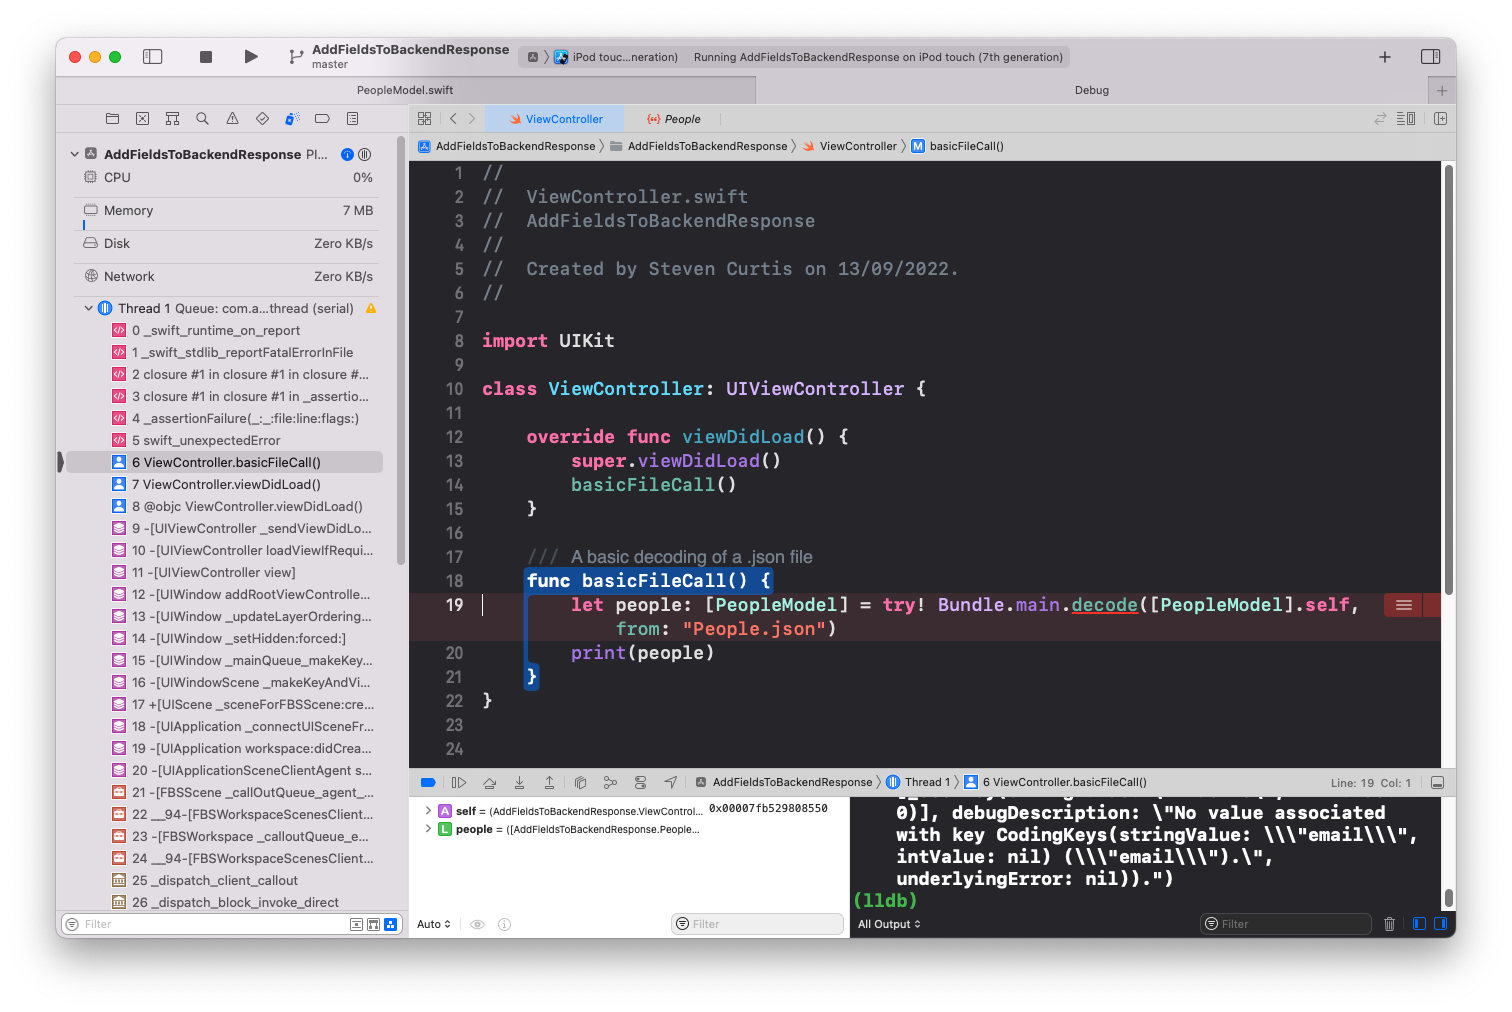 AddFieldsToBackendResponse
master
iPod touc...neration)
Running AddFieldsToBackendResponse on iPod touch (7th generation)
PeopleModel.swift
Debug
ViewController
People
AddFieldsToBackendResponse Pl...
CPU 0%
Memory 7 MB
Disk Zero KB/s
Network Zero KB/s
Thread 1 Queue: com.a...thread (serial)
0 _swift_runtime_on_report
1 _swift_stdlib_reportFatalErrorInFile
2 closure #1 in closure #1 in closure #...
3 closure #1 in closure #1 in _assertio...
4 _assertionFailure(_:_:file:line:flags:)
5 swift_unexpectedError
6 ViewController.basicFileCall()
7 ViewController.viewDidLoad()
8 @objc ViewController.viewDidLoad()
9 -[UIViewController _sendViewDidLo...
10 -[UIViewController loadViewIfRequi...
11 -[UIViewController view]
12 -[UIWindow addRootViewControlle...
13 -[UIWindow _updateLayerOrdering...
14 -[UIWindow _setHidden:forced:]
15 -[UIWindow _mainQueue_makeKey...
16 -[UIWindowScene _makeKeyAndVi...
17 +[UIScene _sceneForFBSScene:cre...
18 -[UIApplication _connectUISceneFr...
19 -[UIApplication workspace:didCrea...
20 -[UIApplicationSceneClientAgent s...
21 -[FBSScene _callOutQueue_agent_...
22 __94-[FBSWorkspaceScenesClient...
23 -[FBSWorkspace _calloutQueue_e...
24 __94-[FBSWorkspaceScenesClient...
25 _dispatch_client_callout
26 _dispatch_block_invoke_direct
Filter
AddFieldsToBackendResponse
AddFieldsToBackendResponse
ViewController
M basicFileCall()
1 //
2 // ViewController.swift
3 // AddFieldsToBackendResponse
4 //
5 // Created by Steven Curtis on 13/09/2022.
6 //
7
8 import UIKit
9
10 class ViewController: UIViewController {
11
12 override func viewDidLoad() {
13 super.viewDidLoad()
14 basicFileCall()
15 }
16
17 /// A basic decoding of a .json file
18 func basicFileCall() {
19 let people: [PeopleModel] = try! Bundle.main.decode([PeopleModel].self,
from: "People.json")
20 print(people)
21 }
22 }
23
24
AddFieldsToBackendResponse
Thread 1
6 ViewController.basicFileCall()
Line: 19 Col: 1
A self = (AddFieldsToBackendResponse.ViewControl... 0x00007fb529808550
L people = ([AddFieldsToBackendResponse.People...
Auto
Filter
0)], debugDescription: \"No value associated
with key CodingKeys(stringValue: \\\"email\\\",
intValue: nil) (\\\"email\\\").\",
underlyingError: nil)).")
(lldb)
All Output
Filter